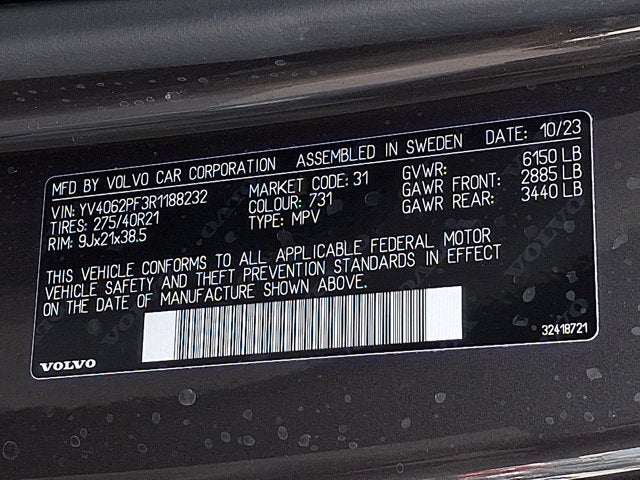 MFD BY VOLVO CAR CORPORATION ASSEMBLED IN SWEDEN DATE: 10/23
VIN: YV4062PF3R1188232 MARKET CODE: 31 GVWR: 6150 LB
TIRES: 275/40R21 COLOUR: 731 GAWR FRONT: 2885 LB
RIM: 9Jx21x38.5 TYPE: MPV GAWR REAR: 3440 LB
THIS VEHICLE CONFORMS TO ALL APPLICABLE FEDERAL MOTOR
VEHICLE SAFETY AND THEFT PREVENTION STANDARDS IN EFFECT
ON THE DATE OF MANUFACTURE SHOWN ABOVE.
32418721
VOLVO